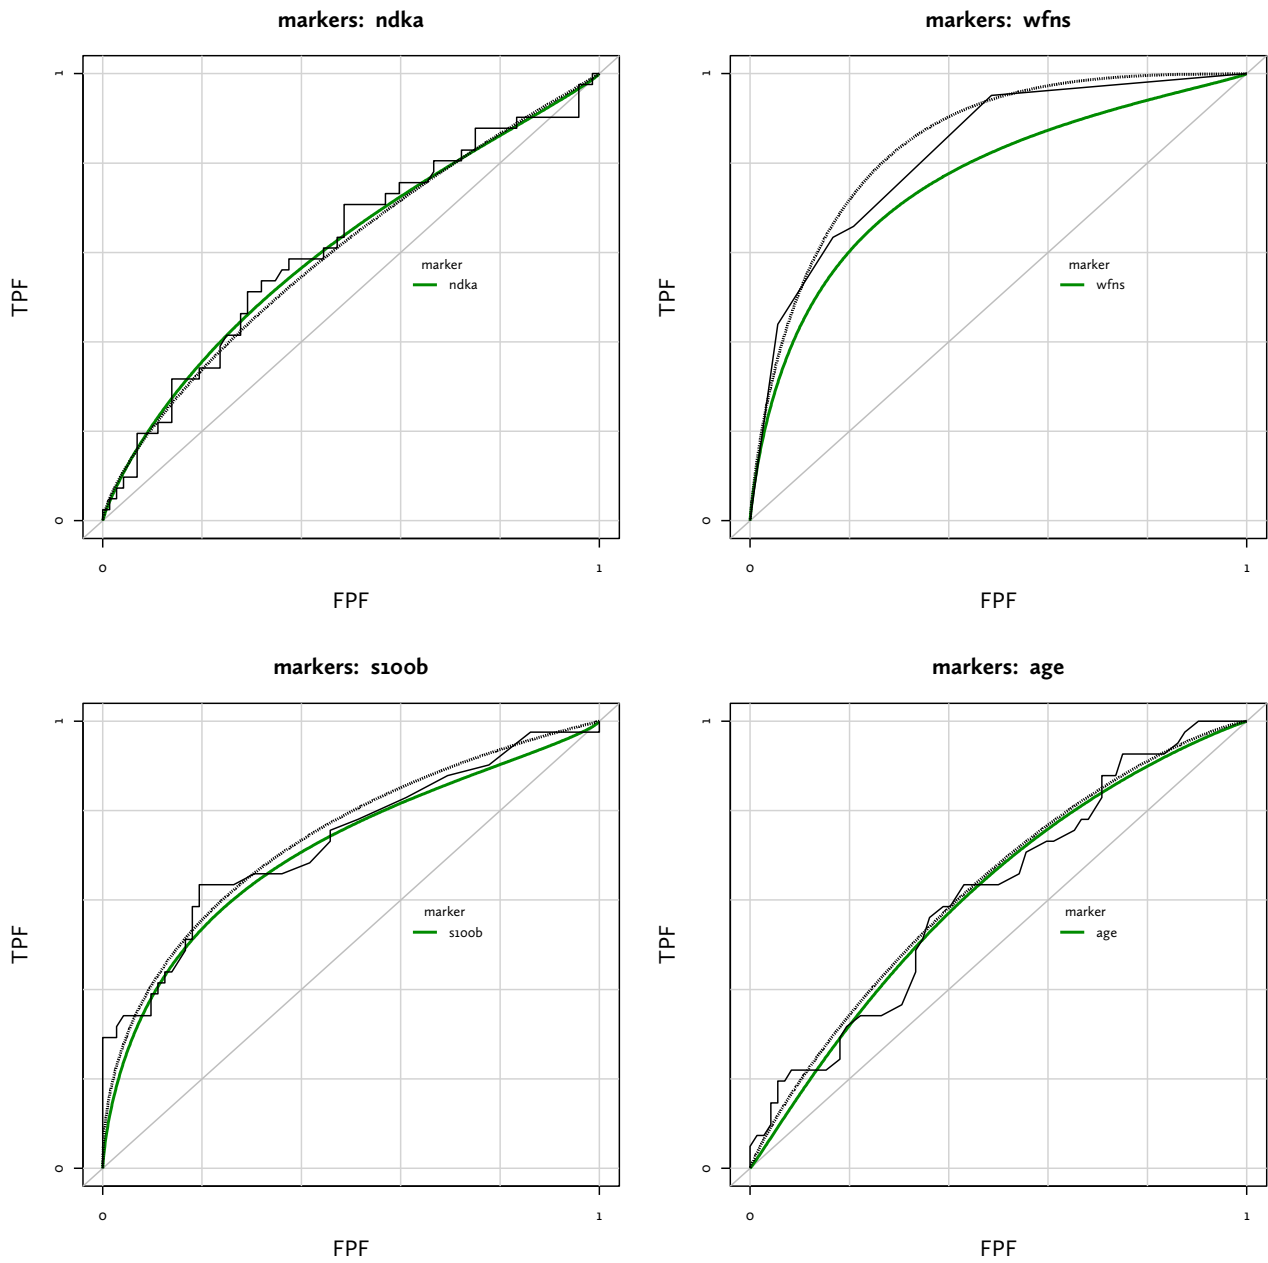 markers: ndka
TPF
1
0
marker
ndka
0
1
FPF
markers: wfns
TPF
1
0
marker
wfns
0
1
FPF
markers: s100b
TPF
1
0
marker
s100b
0
1
FPF
markers: age
TPF
1
0
marker
age
0
1
FPF